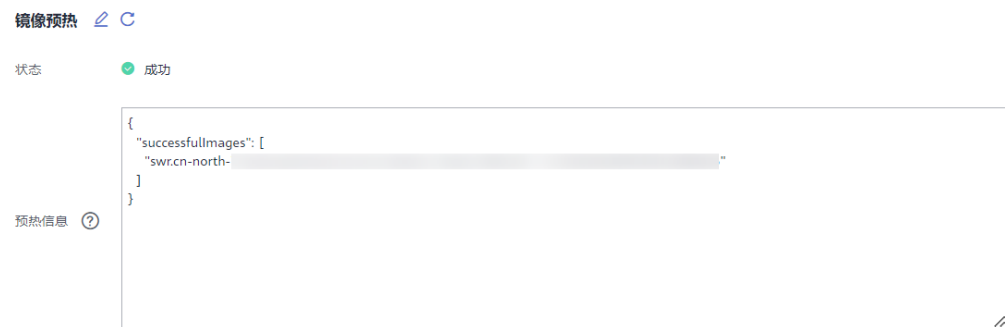 镜像预热
状态 成功
{
"successfulImages": [
"swr.cn-north- "
]
}
预热信息 ?